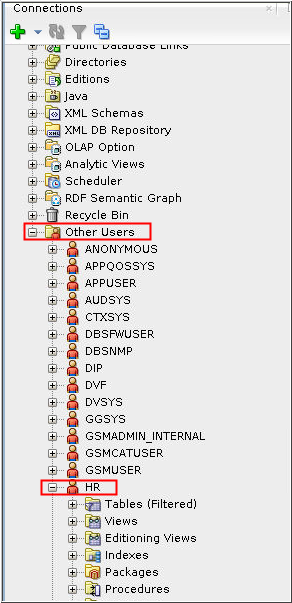 Connections
Public Database Links
Directories
Editions
Java
XML Schemas
XML DB Repository
OLAP Option
Analytic Views
Scheduler
RDF Semantic Graph
Recycle Bin
Other Users
ANONYMOUS
APPQOSSYS
APPUSER
AUDSYS
CTXSYS
DBSFWUSER
DBSNMP
DIP
DVF
DVSYS
GGSYS
GSMADMIN_INTERNAL
GSMCATUSER
GSMUSER
HR
Tables (Filtered)
Views
Editioning Views
Indexes
Packages
Procedures